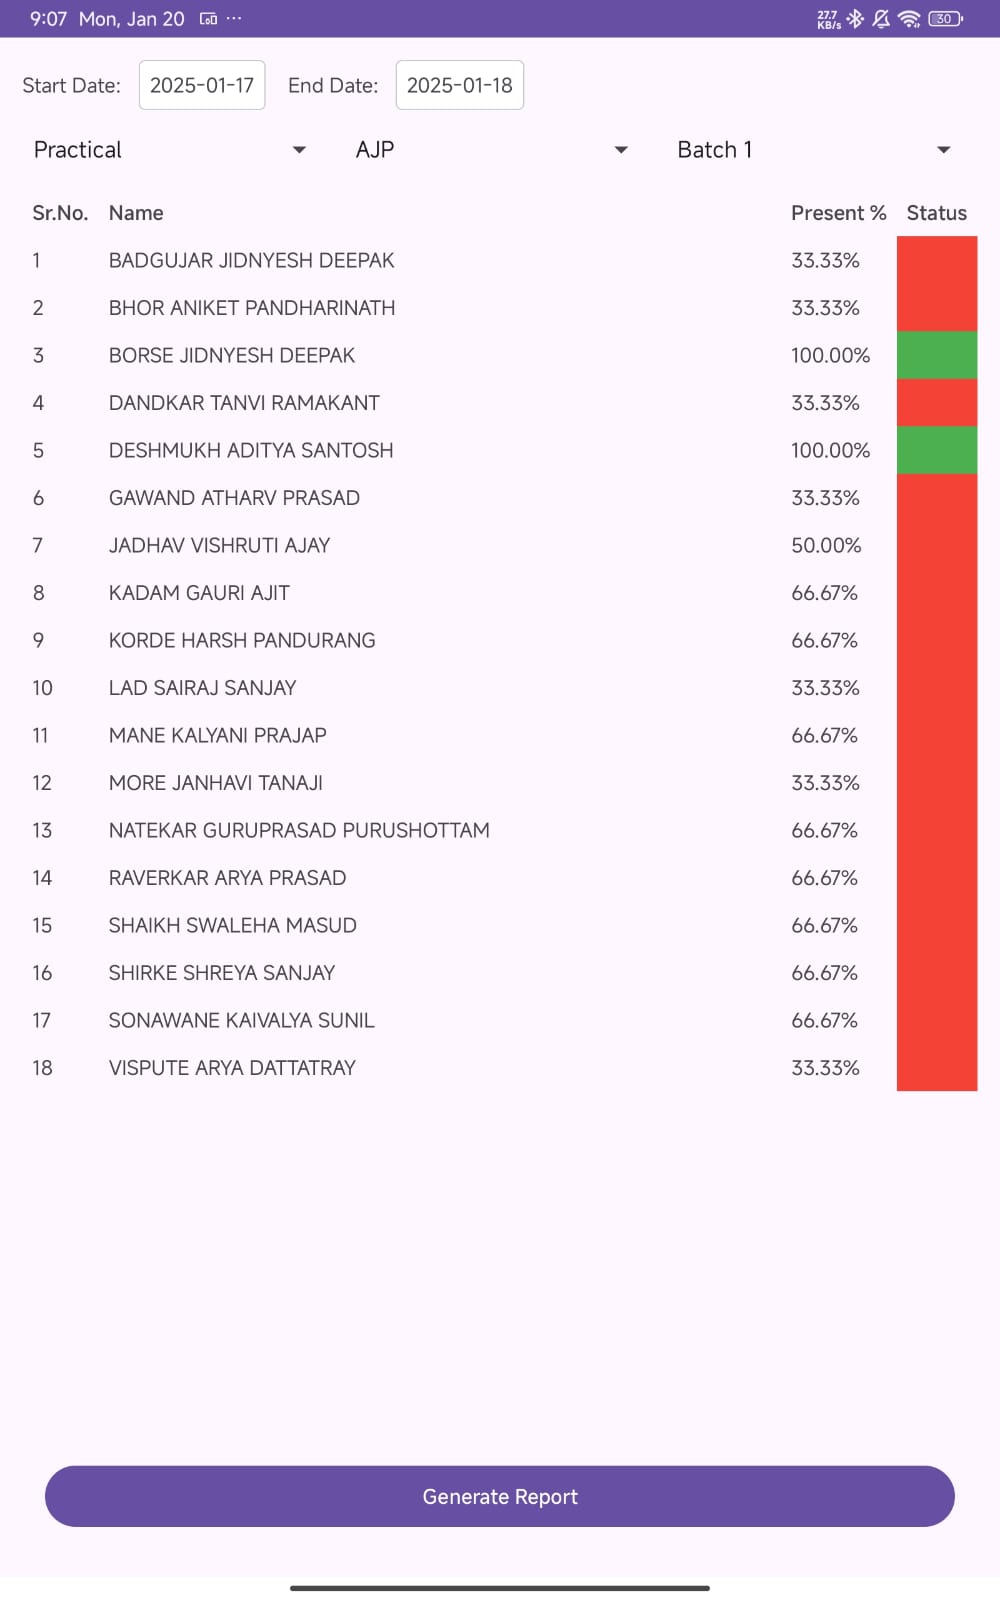 9:07 Mon, Jan 20 ...
27.7 KB/s 30
Start Date: 2025-01-17 End Date: 2025-01-18
Practical AJP Batch 1
Sr.No. Name Present % Status
1 BADGUJAR JIDNYESH DEEPAK 33.33%
2 BHOR ANIKET PANDHARINATH 33.33%
3 BORSE JIDNYESH DEEPAK 100.00%
4 DANDKAR TANVI RAMAKANT 33.33%
5 DESHMUKH ADITYA SANTOSH 100.00%
6 GAWAND ATHARV PRASAD 33.33%
7 JADHAV VISHRUTI AJAY 50.00%
8 KADAM GAURI AJIT 66.67%
9 KORDE HARSH PANDURANG 66.67%
10 LAD SAIRAJ SANJAY 33.33%
11 MANE KALYANI PRAJAP 66.67%
12 MORE JANHAVI TANAJI 33.33%
13 NATEKAR GURUPRASAD PURUSHOTTAM 66.67%
14 RAVERKAR ARYA PRASAD 66.67%
15 SHAIKH SWALEHA MASUD 66.67%
16 SHIRKE SHREYA SANJAY 66.67%
17 SONAWANE KAIVALYA SUNIL 66.67%
18 VISPUTE ARYA DATTATRAY 33.33%
Generate Report